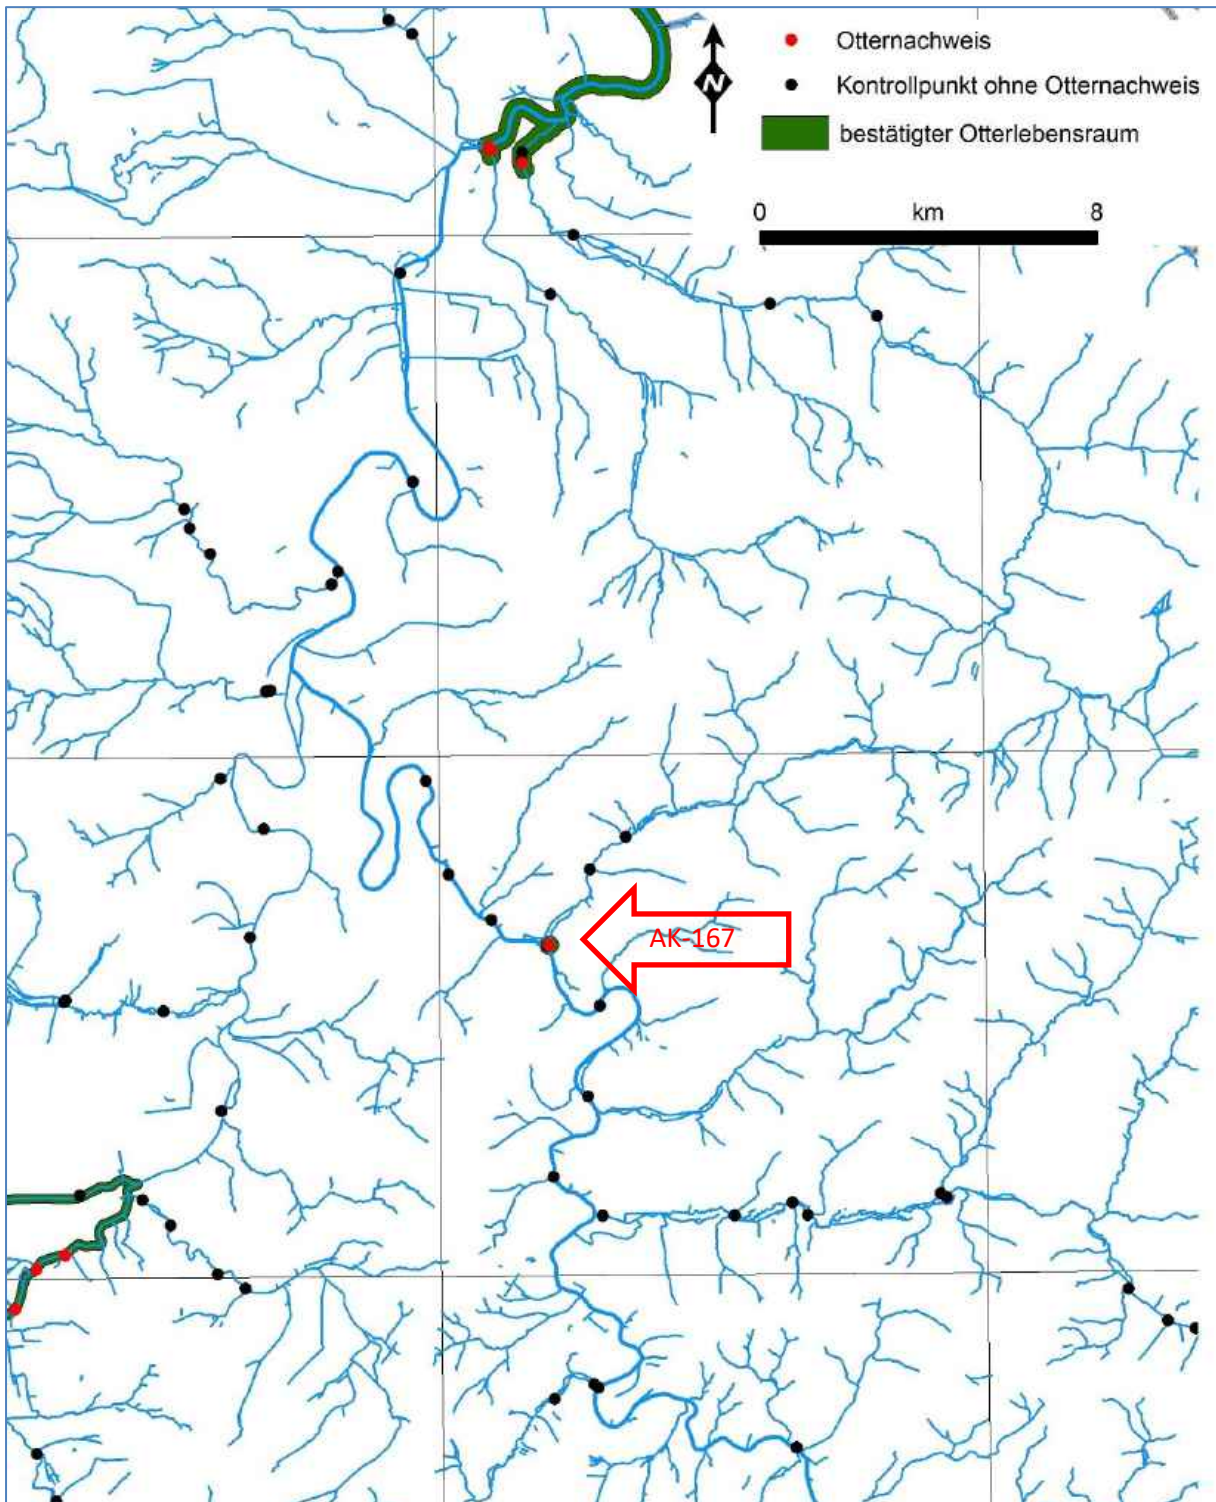 Otternachweis
N
Kontrollpunkt ohne Otternachweis
bestätigter Otterlebensraum
0 km 8
AK-167